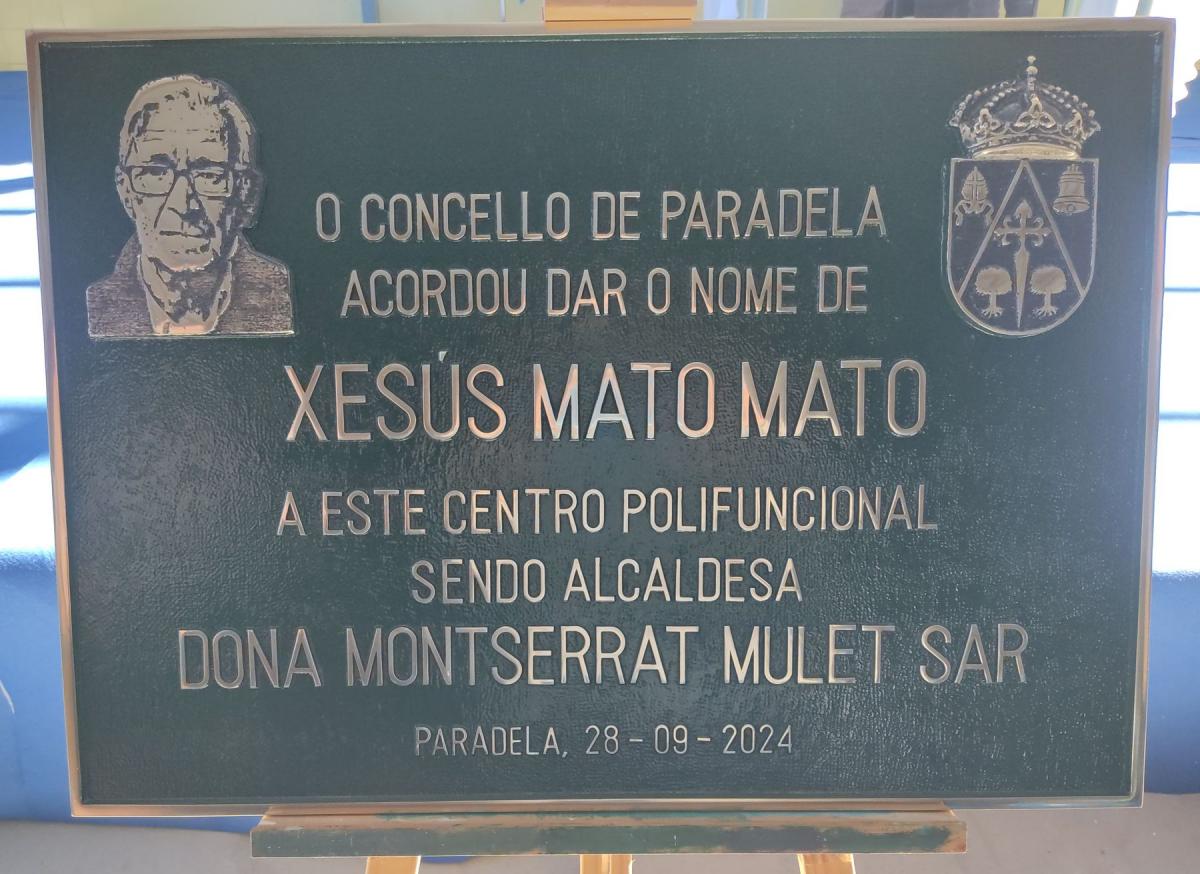 O CONCELLO DE PARADELA
ACORDOU DAR O NOME DE
XESÚS MATO MATO
A ESTE CENTRO POLIFUNCIONAL
SENDO ALCALDESA
DONA MONTSERRAT MULET SAR
PARADELA, 28 - 09 - 2024